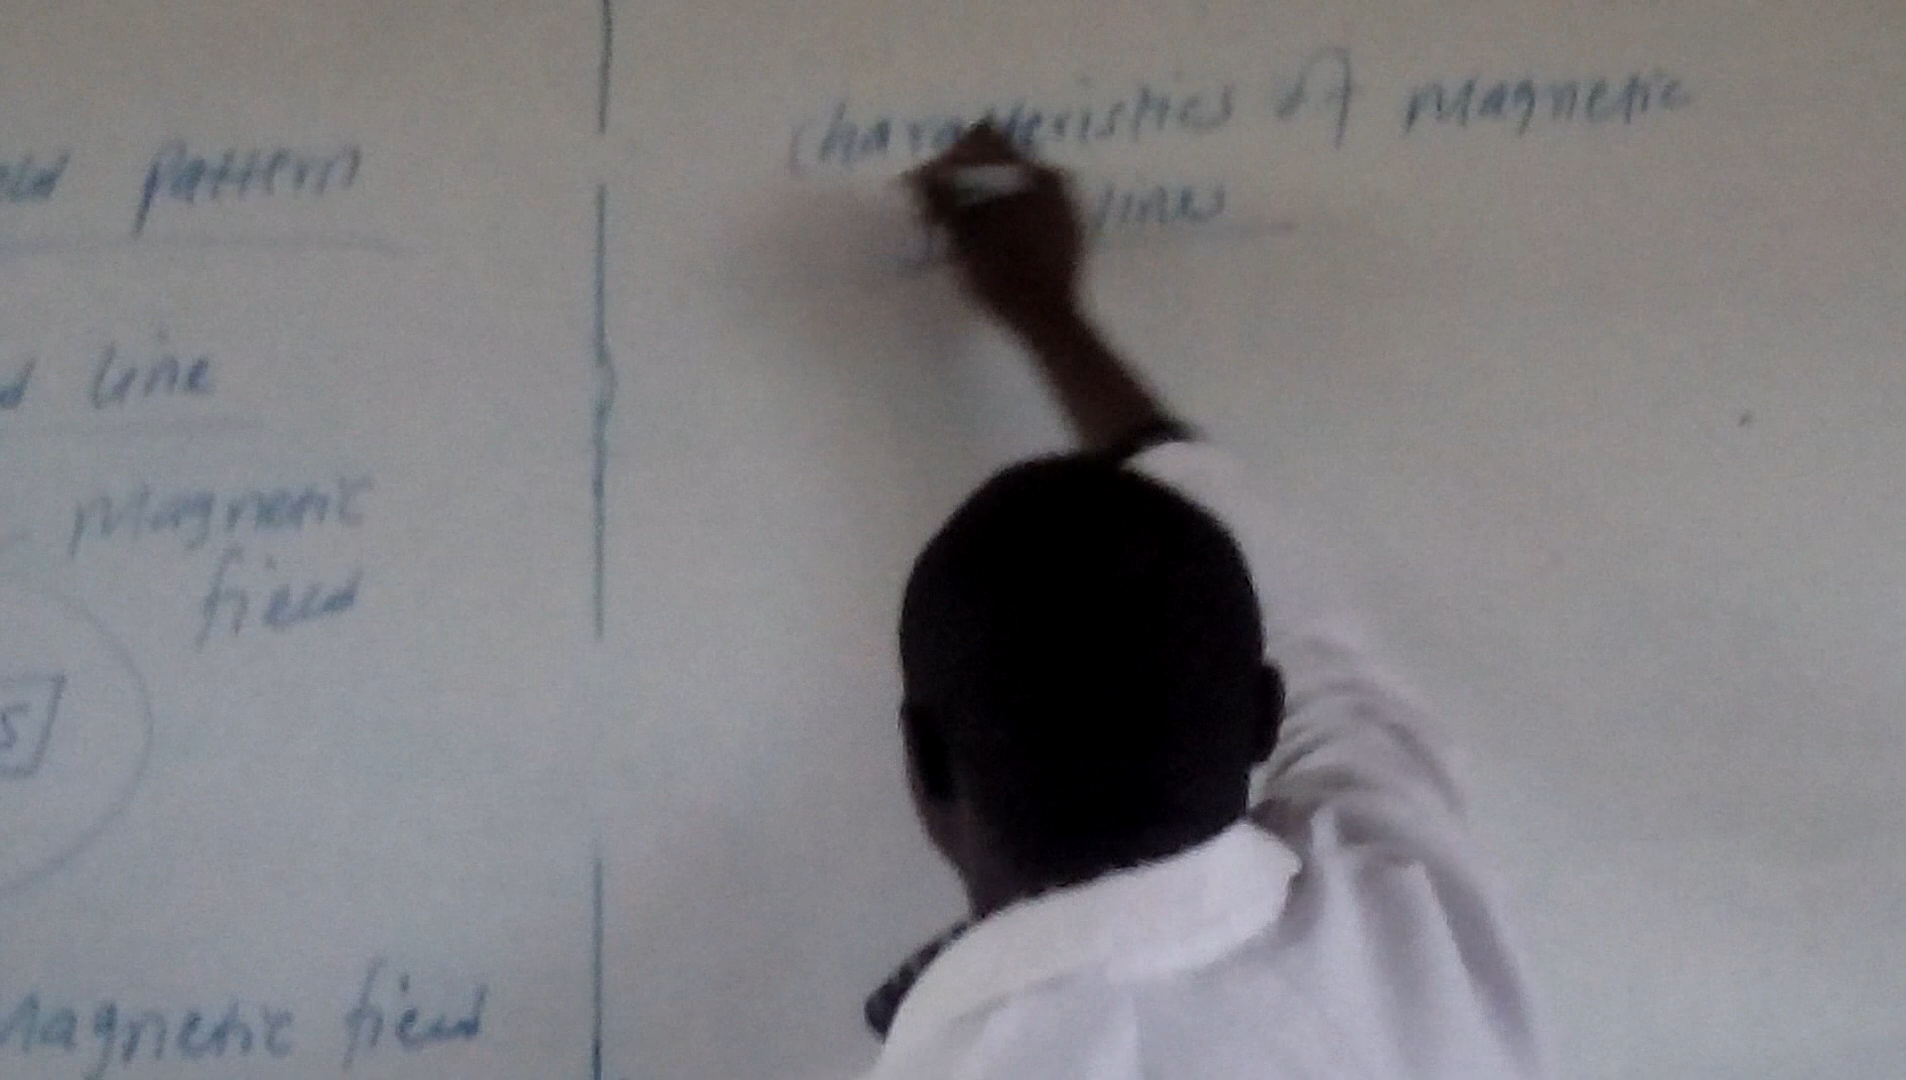 Pattern
line
Magnetic
field
S
Magnetic field
Characteristics of Magnetic
lines